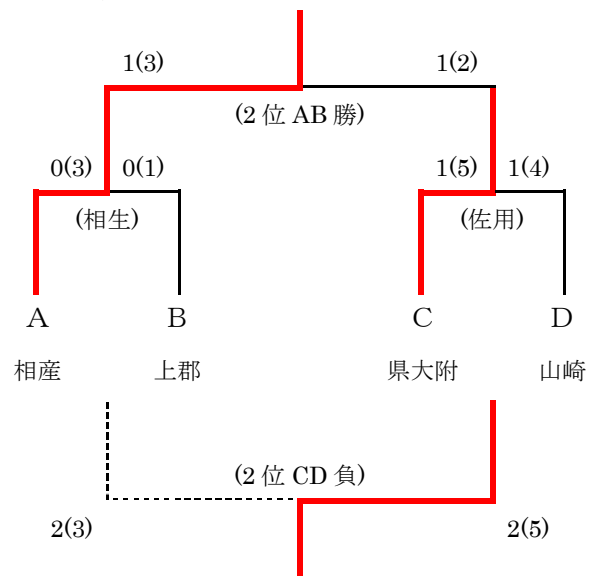 1(3) 1(2)
(2 位 AB 勝)
0(3) 0(1) 1(5) 1(4)
(相生) (佐用)
A B C D
相産 上郡 県大附 山崎
(2 位 CD 負)
2(3) 2(5)